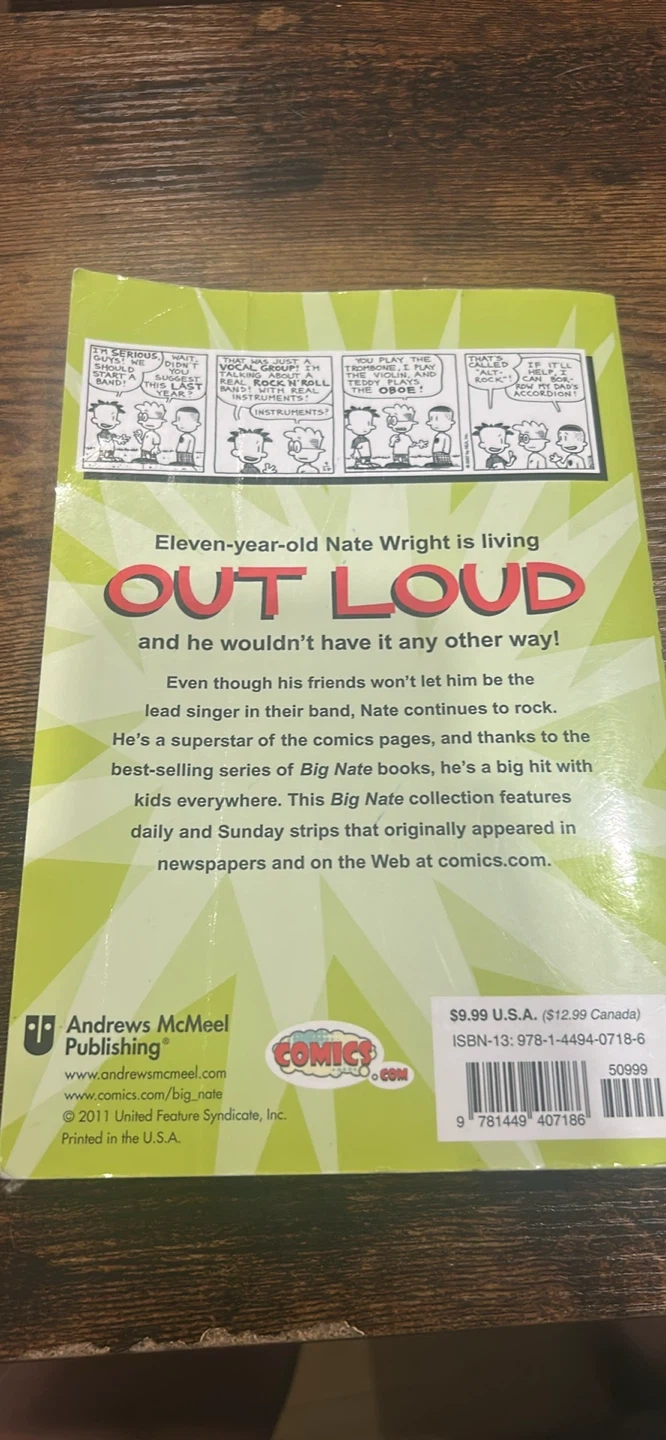 I'M SERIOUS,
GUYS! WE
SHOULD
START A
BAND!
WAIT,
DIDN'T
YOU
SUGGEST
THIS LAST
YEAR?
THAT WAS JUST A
VOCAL GROUP! I'M
TALKING ABOUT A
REAL ROCK 'N' ROLL
BAND! WITH REAL
INSTRUMENTS!
INSTRUMENTS?
YOU PLAY THE
TROMBONE, I PLAY
THE VIOLIN, AND
TEDDY PLAYS
THE OBOE!
THAT'S
CALLED
"ALT-
ROCK"!
IF IT'LL
HELP, I
CAN BOR-
ROW MY DAD'S
ACCORDION!
Eleven-year-old Nate Wright is living
OUT LOUD
and he wouldn't have it any other way!
Even though his friends won't let him be the
lead singer in their band, Nate continues to rock.
He's a superstar of the comics pages, and thanks to the
best-selling series of Big Nate books, he's a big hit with
kids everywhere. This Big Nate collection features
daily and Sunday strips that originally appeared in
newspapers and on the Web at comics.com.
Andrews McMeel
Publishing®
www.andrewsmcmeel.com
www.comics.com/big_nate
© 2011 United Feature Syndicate, Inc.
Printed in the U.S.A.
COMICS
.COM
$9.99 U.S.A. ($12.99 Canada)
ISBN-13: 978-1-4494-0718-6
50999
9 781449 407186